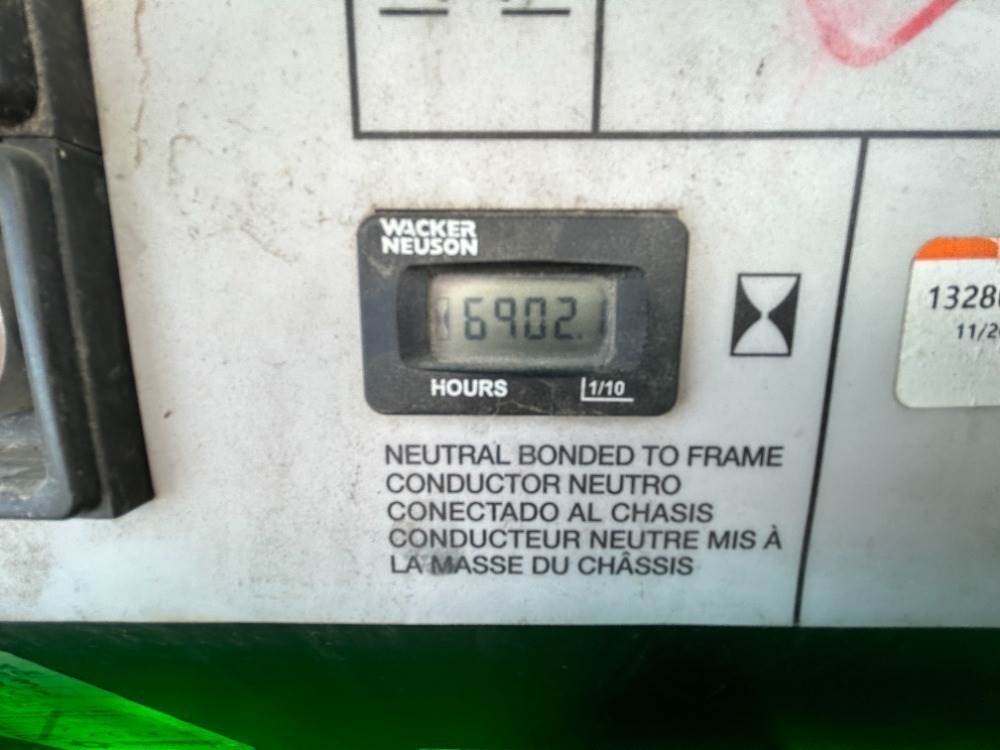 WACKER
NEUSON
6902.1
HOURS 1/10
NEUTRAL BONDED TO FRAME
CONDUCTOR NEUTRO
CONECTADO AL CHASIS
CONDUCTEUR NEUTRE MIS À
LA MASSE DU CHÂSSIS
1328
11/2